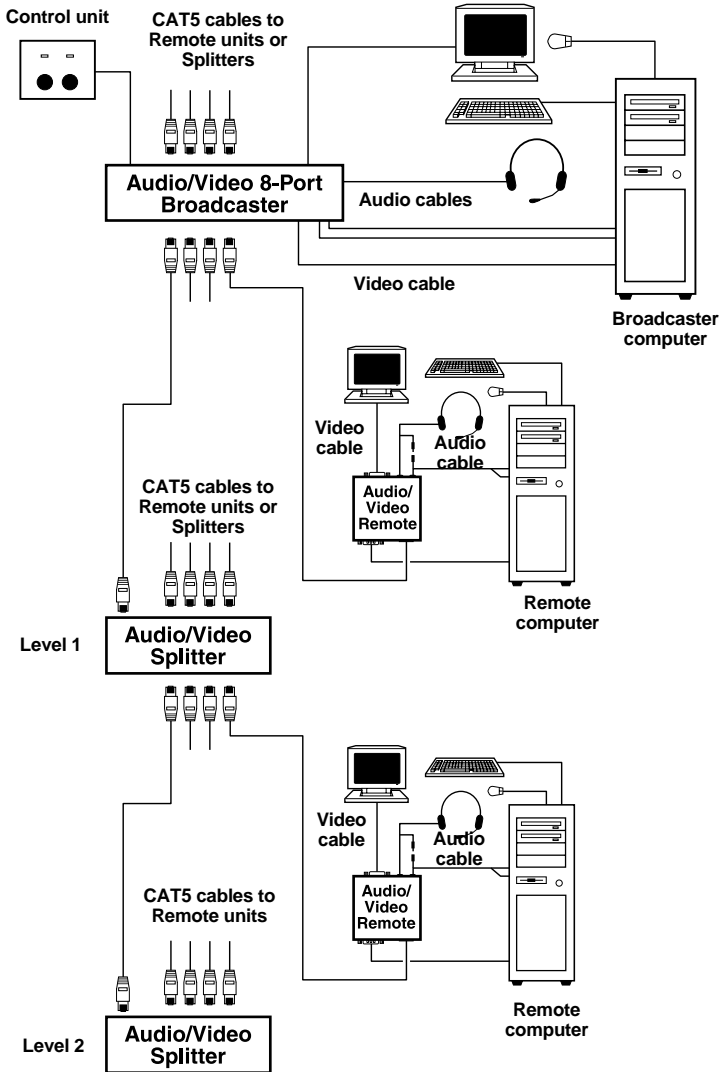 Control unit
CAT5 cables to
Remote units or
Splitters
Audio/Video 8-Port
Broadcaster
Audio cables
Video cable
Broadcaster
computer
Video
cable
Audio
cable
Audio/
Video
Remote
Remote
computer
CAT5 cables to
Remote units or
Splitters
Level 1
Audio/Video
Splitter
Video
cable
Audio
cable
Audio/
Video
Remote
Remote
computer
CAT5 cables to
Remote units
Level 2
Audio/Video
Splitter